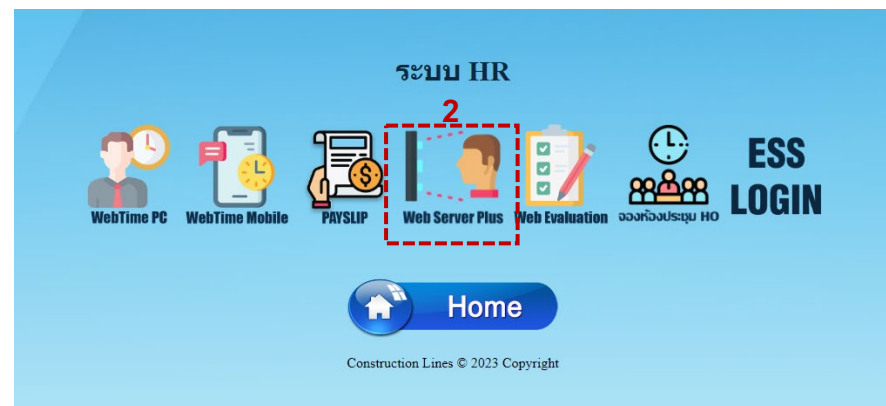 ระบบ HR
2
WebTime PC
WebTime Mobile
PAYSLIP
Web Server Plus
Web Evaluation
จองห้องประชุม HO
ESS
LOGIN
Home
Construction Lines © 2023 Copyright